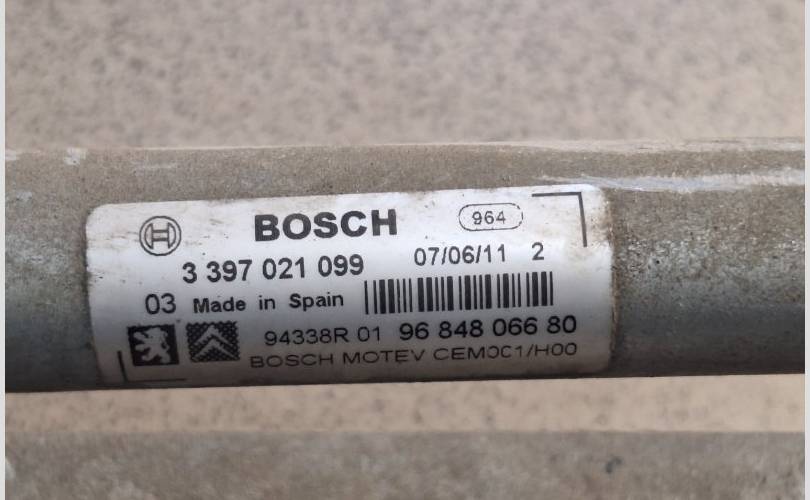 BOSCH 964
3 397 021 099 07/06/11 2
03 Made in Spain
94338R 01 96 848 066 80
BOSCH MOTEV CEM001/H00